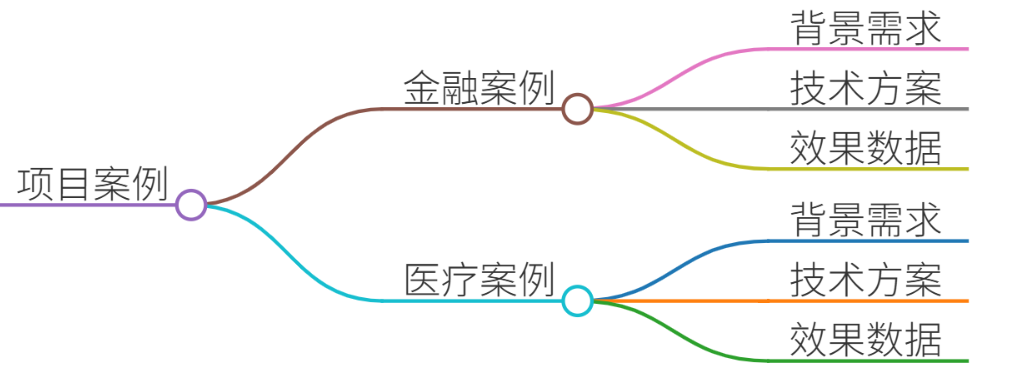 项目案例
金融案例
背景需求
技术方案
效果数据
医疗案例
背景需求
技术方案
效果数据